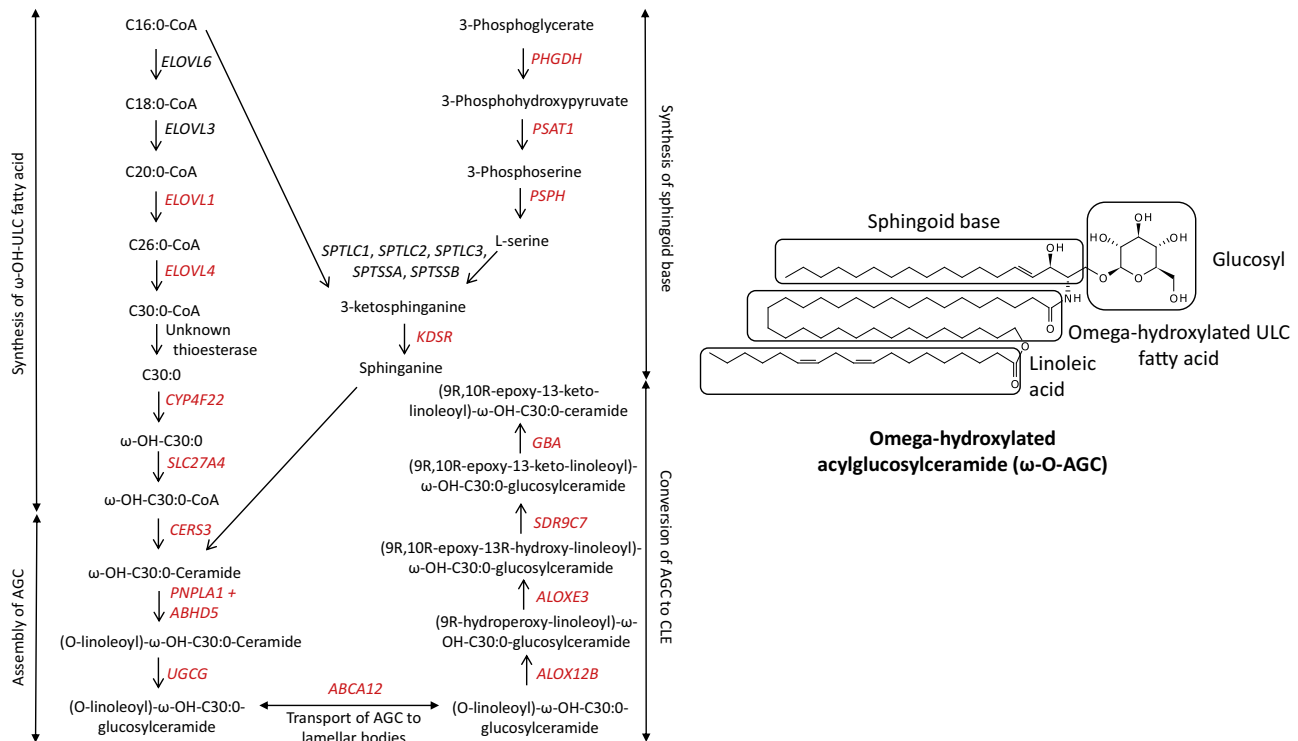 Synthesis of ω-OH-ULC fatty acid
C16:0-CoA
ELOVL6
C18:0-CoA
ELOVL3
C20:0-CoA
ELOVL1
C26:0-CoA
ELOVL4
C30:0-CoA
Unknown
thioesterase
C30:0
CYP4F22
ω-OH-C30:0
SLC27A4
ω-OH-C30:0-CoA
Assembly of AGC
CERS3
ω-OH-C30:0-Ceramide
PNPLA1 +
ABHD5
(O-linoleoyl)-ω-OH-C30:0-Ceramide
UGCG
(O-linoleoyl)-ω-OH-C30:0-
glucosylceramide
ABCA12
Transport of AGC to
lamellar bodies
3-Phosphoglycerate
PHGDH
3-Phosphohydroxypyruvate
PSAT1
3-Phosphoserine
PSPH
L-serine
SPTLC1, SPTLC2, SPTLC3,
SPTSSA, SPTSSB
3-ketosphinganine
KDSR
Sphinganine
Synthesis of sphingoid base
(9R,10R-epoxy-13-keto-
linoleoyl)-ω-OH-C30:0-ceramide
GBA
(9R,10R-epoxy-13-keto-linoleoyl)-
ω-OH-C30:0-glucosylceramide
SDR9C7
(9R,10R-epoxy-13R-hydroxy-linoleoyl)-
ω-OH-C30:0-glucosylceramide
ALOXE3
(9R-hydroperoxy-linoleoyl)-ω-
OH-C30:0-glucosylceramide
ALOX12B
(O-linoleoyl)-ω-OH-C30:0-
glucosylceramide
Conversion of AGC to CLE
Sphingoid base
OH
HO
OH
HO
OH
O
O
OH
NH
O
O
O
Glucosyl
Omega-hydroxylated ULC
fatty acid
Linoleic
acid
Omega-hydroxylated
acylglucosylceramide (ω-O-AGC)